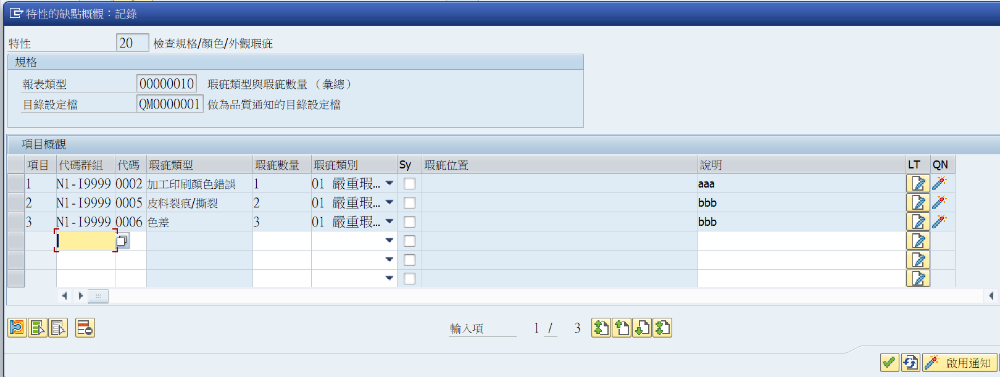 特性的缺點概觀：記錄
特性 20 檢查規格/顏色/外觀瑕疵
規格
報表類型 00000010 瑕疵類型與瑕疵數量 （彙總）
目錄設定檔 QM0000001 做為品質通知的目錄設定檔
項目概觀
項目 代碼群組 代碼 瑕疵類型 瑕疵數量 瑕疵類別 Sy 瑕疵位置 說明 LT QN
1 N1-I9999 0002 加工印刷顏色錯誤 1 01 嚴重瑕... aaa
2 N1-I9999 0005 皮料裂痕/撕裂 2 01 嚴重瑕... bbb
3 N1-I9999 0006 色差 3 01 嚴重瑕... bbb
輸入項 1 / 3
啟用通知